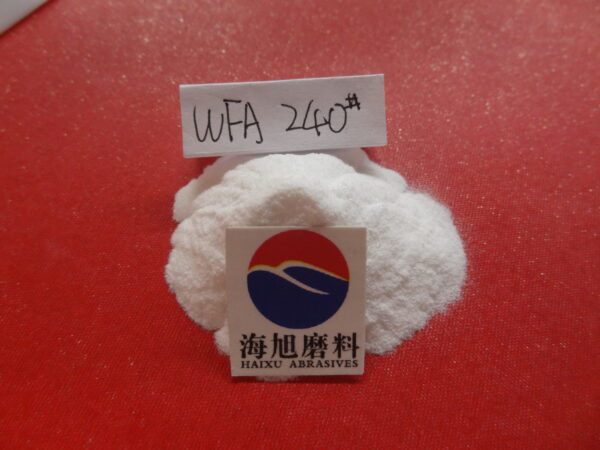 WFA 240#
海旭磨料
HAIXU ABRASIVES